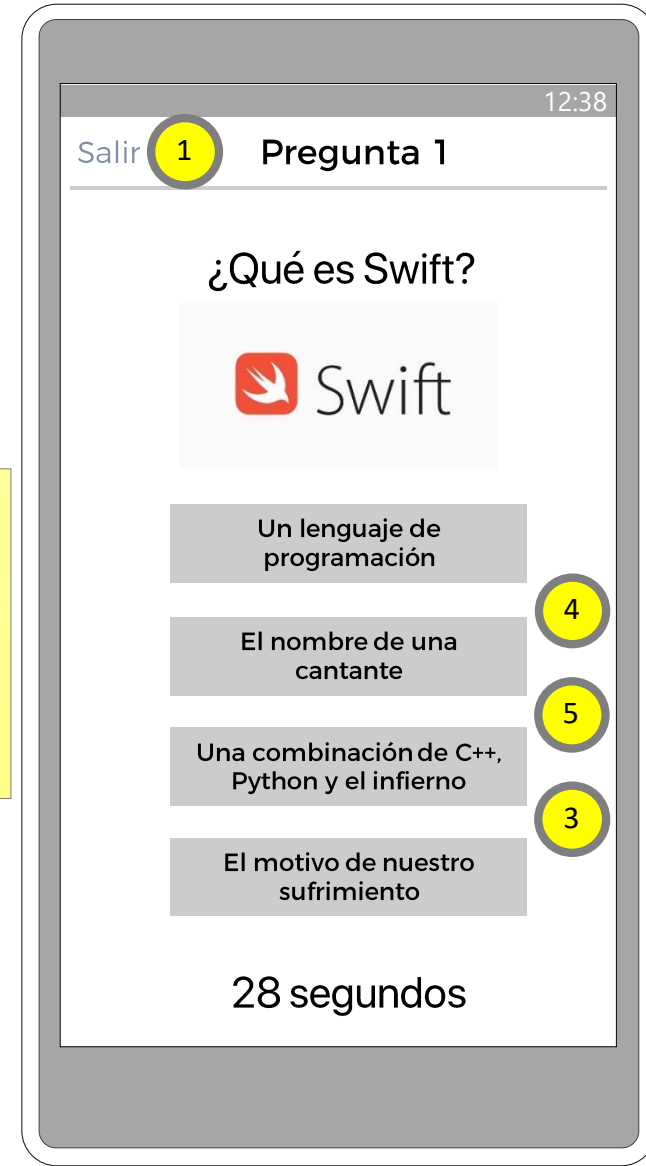 12:38
Salir
1
Pregunta 1
¿Qué es Swift?
Swift
Un lenguaje de
programación
4
El nombre de una
cantante
5
Una combinación de C++,
Python y el infierno
3
El motivo de nuestro
sufrimiento
28 segundos